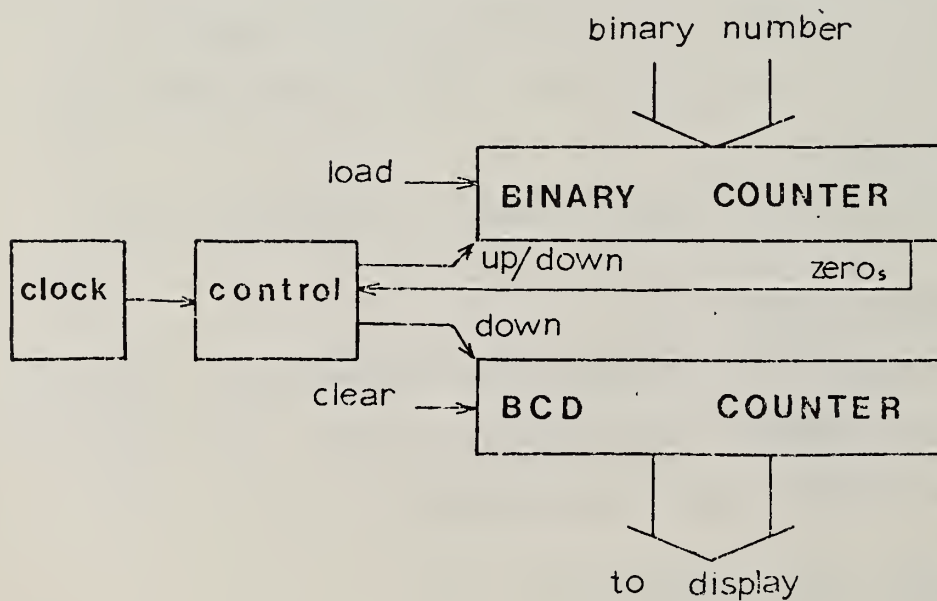 binary number
load
BINARY COUNTER
up/down
zeros
clock
control
down
clear
BCD COUNTER
to display